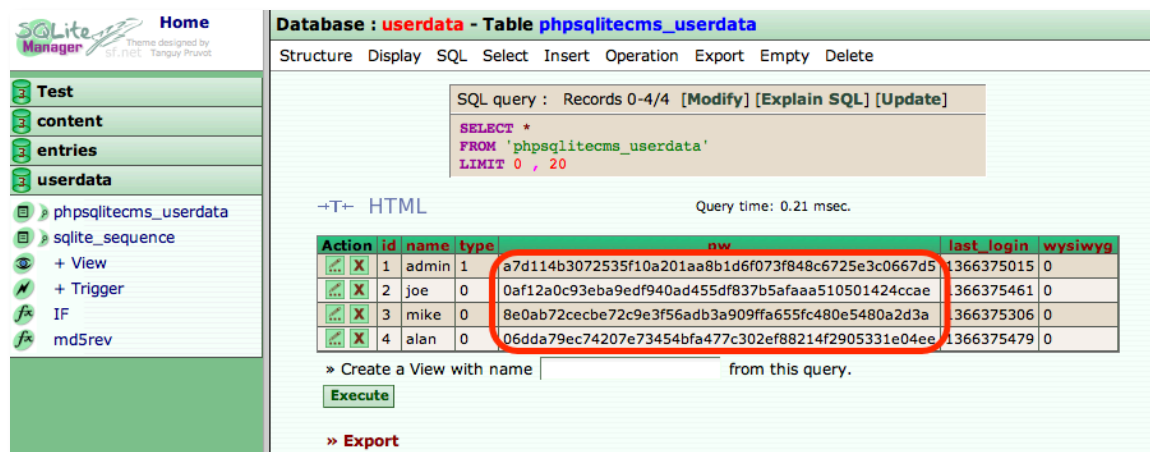 SQLite
Manager
Theme designed by
sf.net Tanguy Pruvot
Home
Test
content
entries
userdata
phpsqlitecms_userdata
sqlite_sequence
+ View
+ Trigger
IF
md5rev
Database : userdata - Table phpsqlitecms_userdata
Structure Display SQL Select Insert Operation Export Empty Delete
SQL query : Records 0-4/4 [Modify] [Explain SQL] [Update]
SELECT *
FROM 'phpsqlitecms_userdata'
LIMIT 0 , 20
→T← HTML Query time: 0.21 msec.
Action id name type pw last_login wysiwyg
X 1 admin 1 a7d114b3072535f10a201aa8b1d6f073f848c6725e3c0667d5 1366375015 0
X 2 joe 0 0af12a0c93eba9edf940ad455df837b5afaaa510501424ccae 1366375461 0
X 3 mike 0 8e0ab72cecbe72c9e3f56adb3a909ffa655fc480e5480a2d3a 1366375306 0
X 4 alan 0 06dda79ec74207e73454bfa477c302ef88214f2905331e04ee 1366375479 0
» Create a View with name from this query.
Execute
» Export